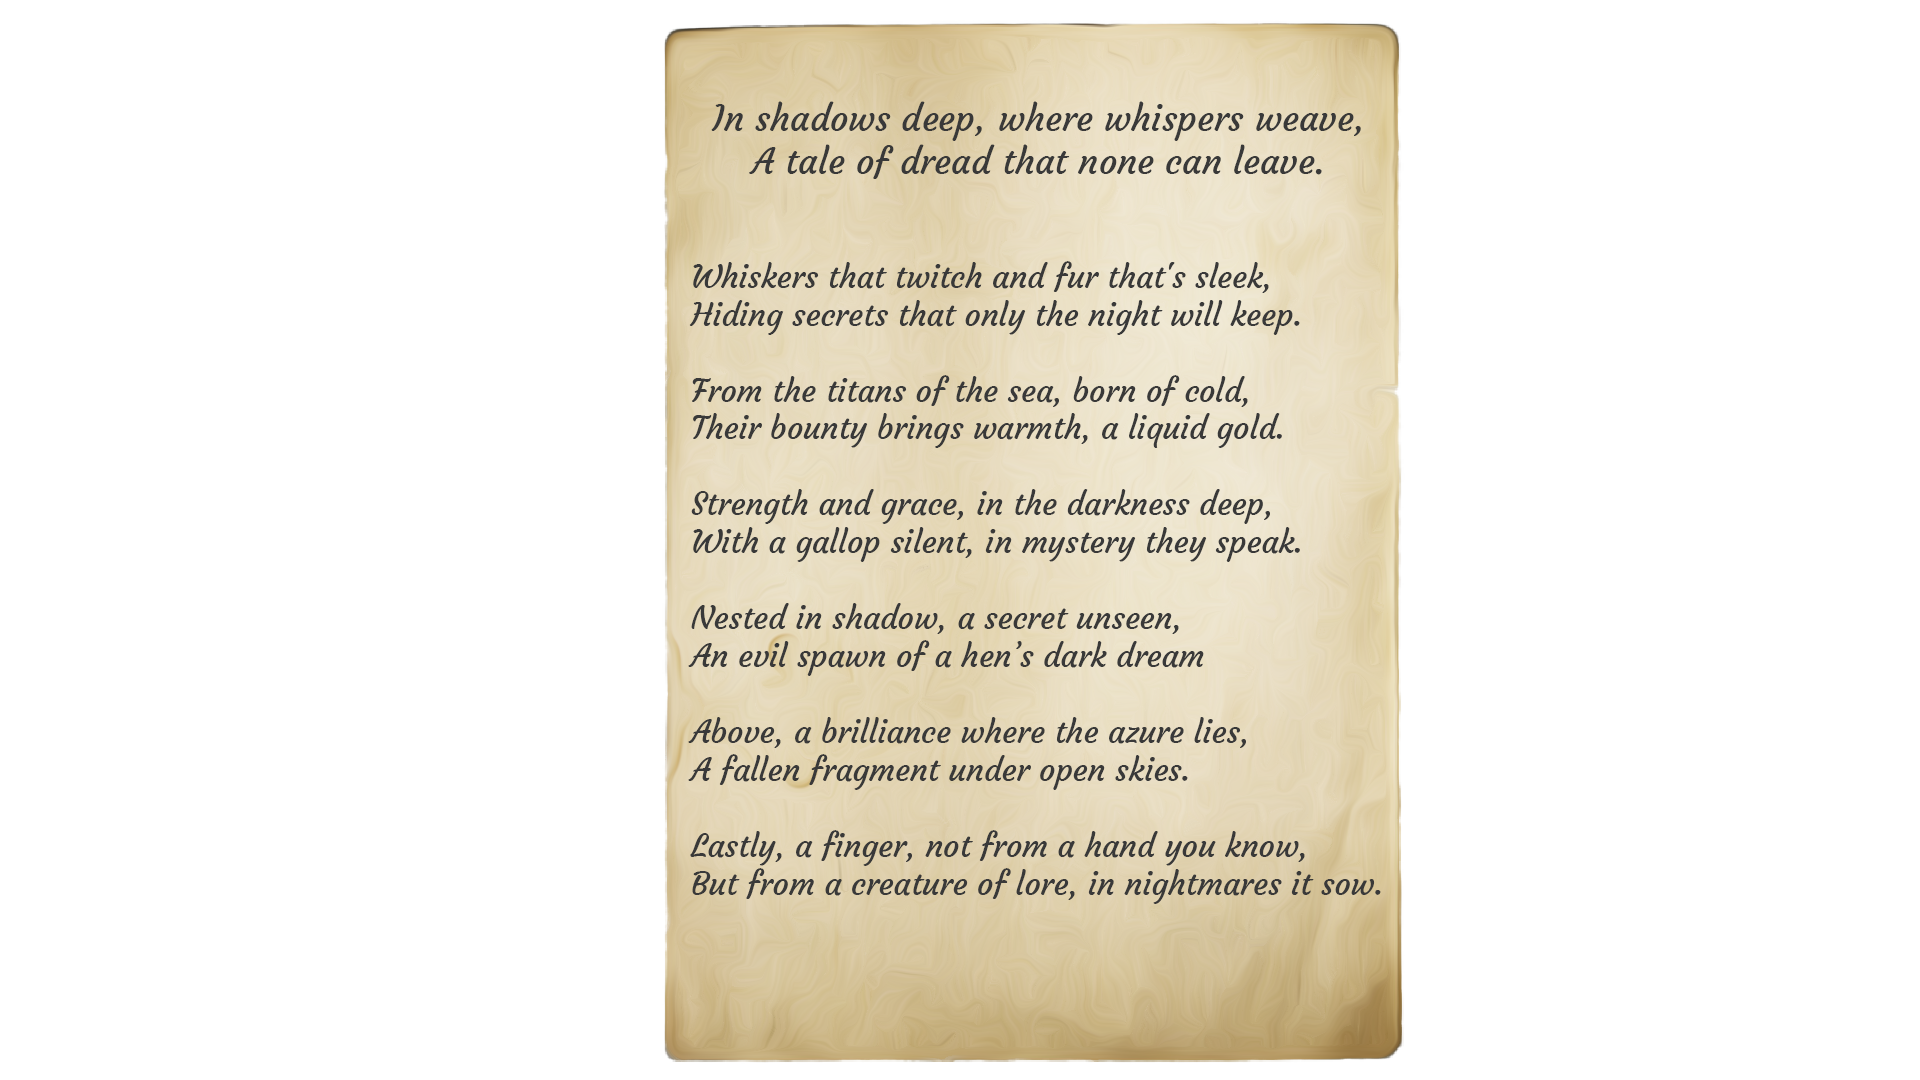 In shadows deep, where whispers weave,
A tale of dread that none can leave.
Whiskers that twitch and fur that's sleek,
Hiding secrets that only the night will keep.
From the titans of the sea, born of cold,
Their bounty brings warmth, a liquid gold.
Strength and grace, in the darkness deep,
With a gallop silent, in mystery they speak.
Nested in shadow, a secret unseen,
An evil spawn of a hen’s dark dream
Above, a brilliance where the azure lies,
A fallen fragment under open skies.
Lastly, a finger, not from a hand you know,
But from a creature of lore, in nightmares it sow.